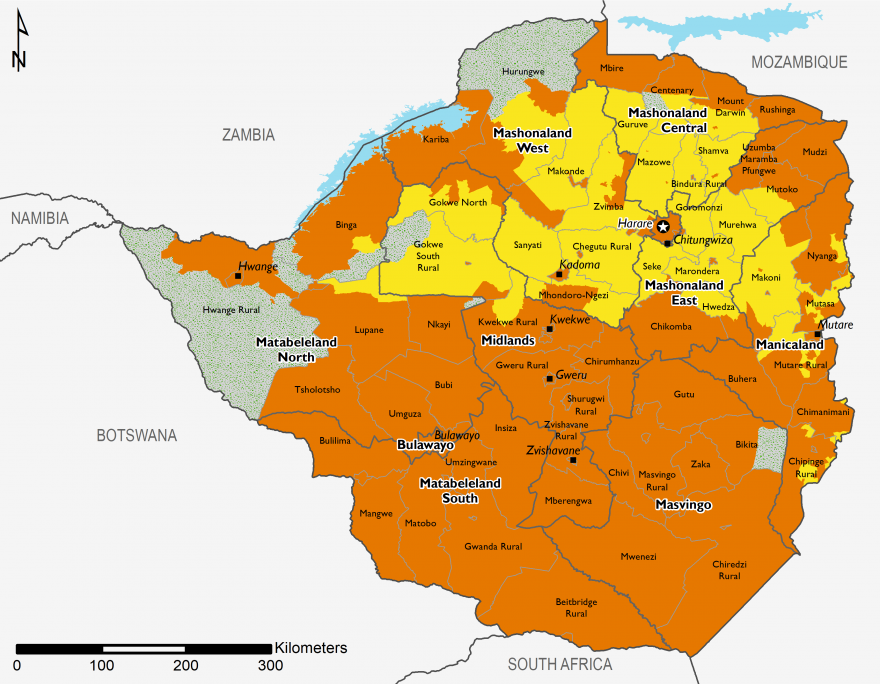 N
MOZAMBIQUE
ZAMBIA
NAMIBIA
BOTSWANA
SOUTH AFRICA
Hurungwe
Mbire
Centenary
Mount
Darwin
Rushinga
Kariba
Mashonaland
West
Mashonaland
Central
Guruve
Shamva
Uzumba
Maramba
Pfungwe
Mudzi
Makonde
Mazowe
Bindura Rural
Mutoko
Gokwe North
Zvimba
Goromonzi
Binga
Harare
Murehwa
Chitungwiza
Gokwe
South
Rural
Sanyati
Chegutu Rural
Nyanga
Hwange
Kadoma
Seke
Marondera
Makoni
Mashonaland
East
Mhondoro-Ngezi
Hwedza
Mutasa
Hwange Rural
Lupane
Nkayi
Kwekwe Rural
Kwekwe
Chikomba
Mutare
Matabeleland
North
Midlands
Manicaland
Gweru Rural
Chirumhanzu
Mutare Rural
Gweru
Buhera
Tsholotsho
Bubi
Shurugwi
Rural
Gutu
Chimanimani
Umguza
Insiza
Zvishavane
Rural
Bulilima
Bulawayo
Bulawayo
Zvishavane
Bikita
Umzingwane
Chivi
Masvingo
Rural
Zaka
Chipinge
Rural
Matabeleland
South
Mberengwa
Masvingo
Mangwe
Matobo
Gwanda Rural
Mwenezi
Chiredzi
Rural
Beitbridge
Rural
Kilometers
0 100 200 300